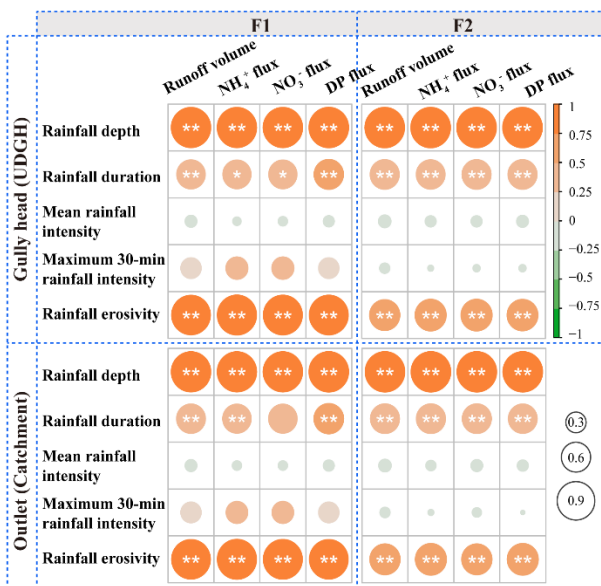 F1 F2
Runoff volume NH₄⁺ flux NO₃⁻ flux DP flux Runoff volume NH₄⁺ flux NO₃⁻ flux DP flux
Gully head (UDGH)
Rainfall depth ** ** ** ** ** ** ** **
Rainfall duration ** * * ** ** ** ** **
Mean rainfall
intensity
Maximum 30-min
rainfall intensity
Rainfall erosivity ** ** ** ** ** ** ** **
Outlet (Catchment)
Rainfall depth ** ** ** ** ** ** ** **
Rainfall duration ** ** ** ** ** ** **
Mean rainfall
intensity
Maximum 30-min
rainfall intensity
Rainfall erosivity ** ** ** ** ** ** ** **
1
0.75
0.5
0.25
0
−0.25
−0.5
−0.75
−1
0.3
0.6
0.9